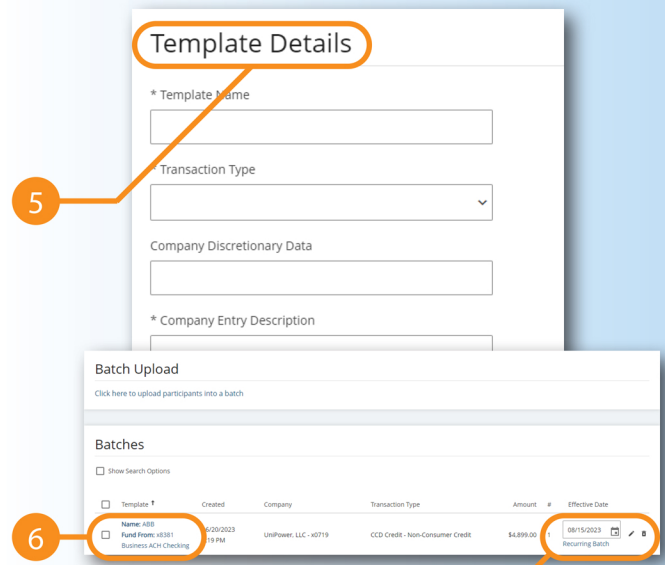 Template Details
* Template Name
* Transaction Type
5
Company Discretionary Data
* Company Entry Description
Batch Upload
Click here to upload participants into a batch
Batches
Show Search Options
Template ↑ Created Company Transaction Type Amount # Effective Date
Name: ABB
6 Fund From: x8381 6/20/2023 UniPower, LLC - x0719 CCD Credit - Non-Consumer Credit $4,899.00 1 08/15/2023
Business ACH Checking :19 PM Recurring Batch